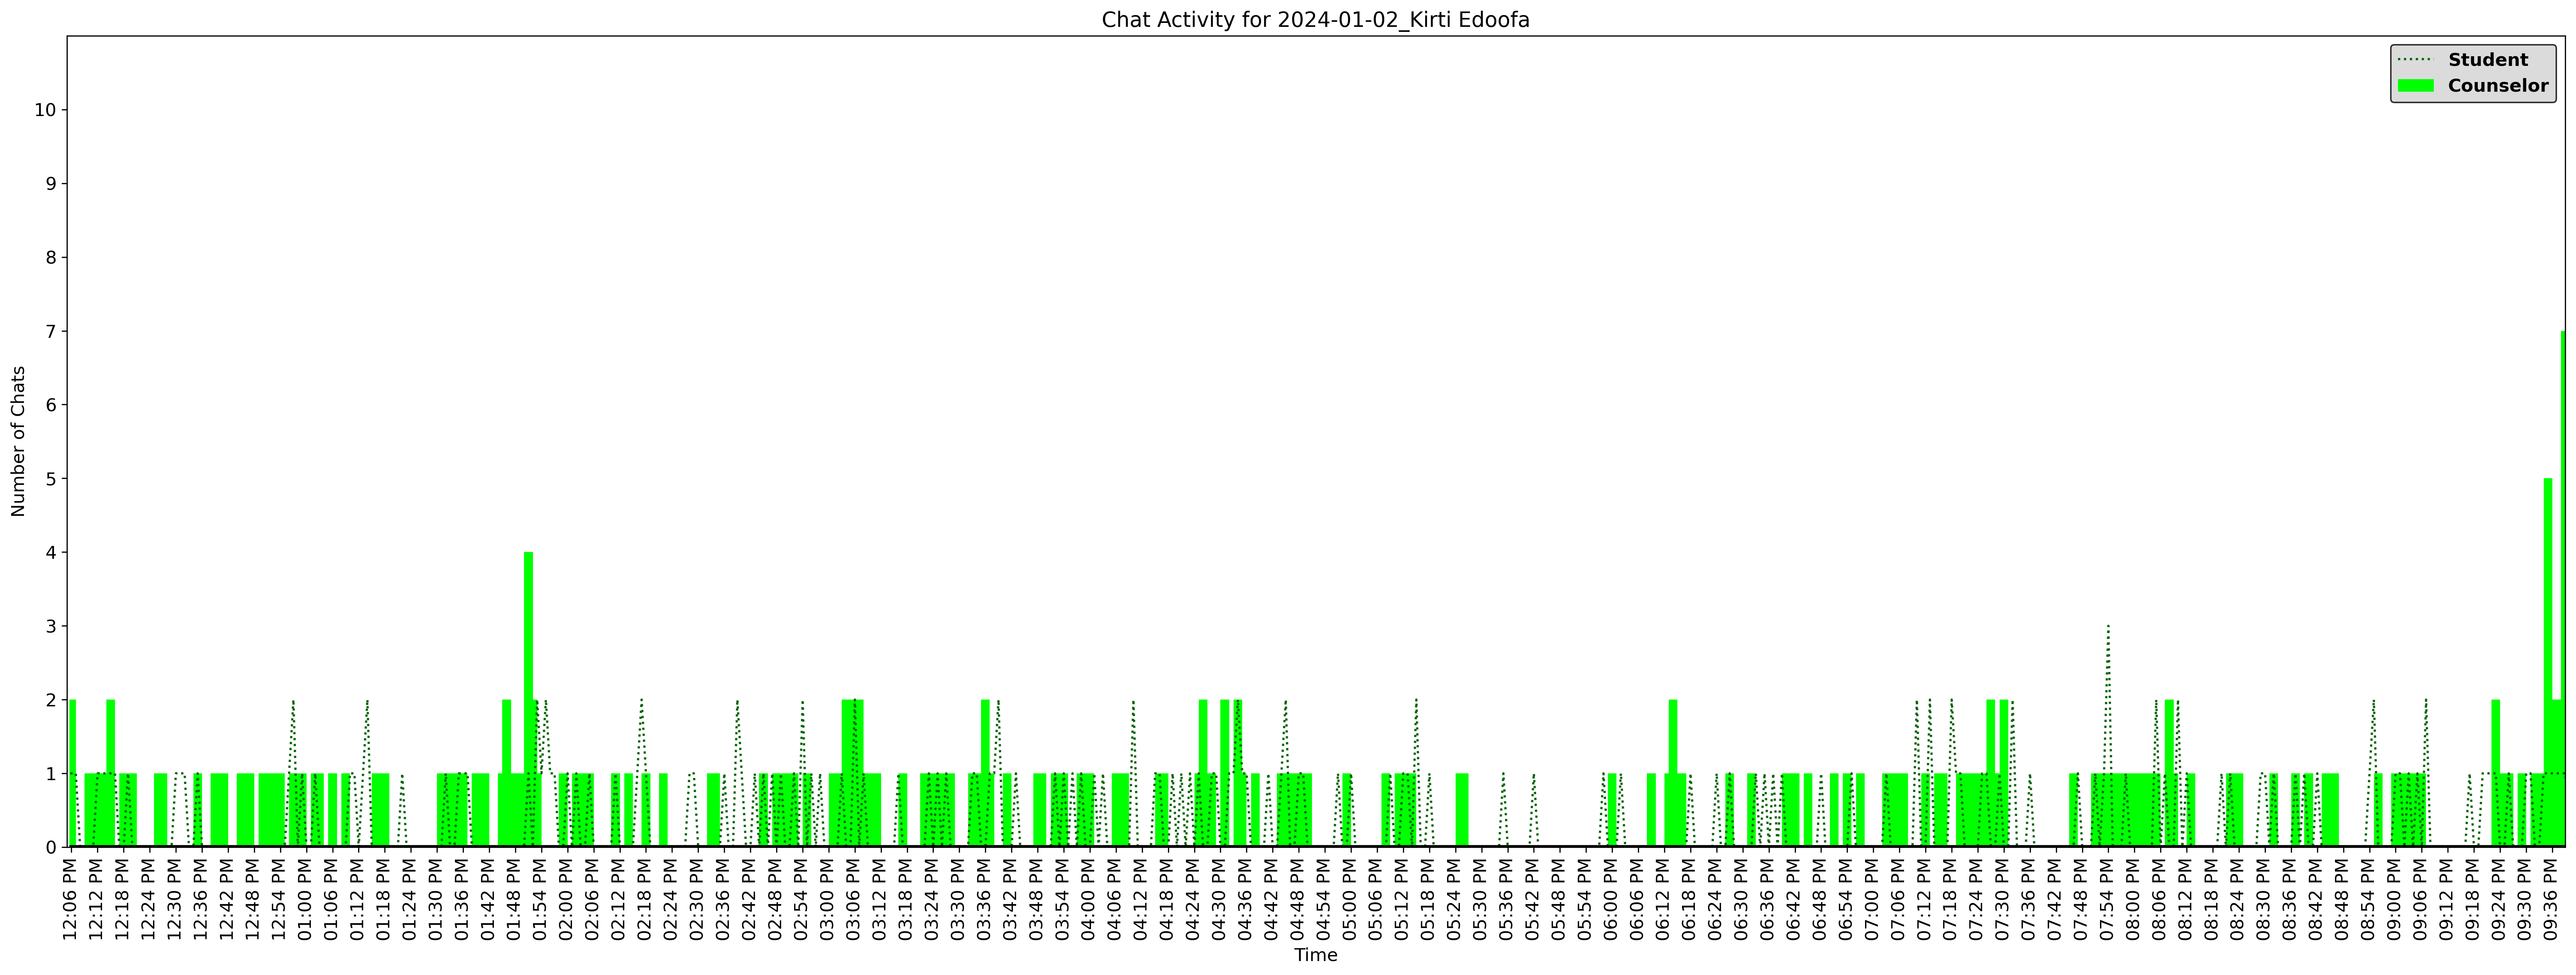 Chat Activity for 2024-01-02_Kirti Edoofa
Student
Counselor
Number of Chats
10
9
8
7
6
5
4
3
2
1
0
12:06 PM
12:12 PM
12:18 PM
12:24 PM
12:30 PM
12:36 PM
12:42 PM
12:48 PM
12:54 PM
01:00 PM
01:06 PM
01:12 PM
01:18 PM
01:24 PM
01:30 PM
01:36 PM
01:42 PM
01:48 PM
01:54 PM
02:00 PM
02:06 PM
02:12 PM
02:18 PM
02:24 PM
02:30 PM
02:36 PM
02:42 PM
02:48 PM
02:54 PM
03:00 PM
03:06 PM
03:12 PM
03:18 PM
03:24 PM
03:30 PM
03:36 PM
03:42 PM
03:48 PM
03:54 PM
04:00 PM
04:06 PM
04:12 PM
04:18 PM
04:24 PM
04:30 PM
04:36 PM
04:42 PM
04:48 PM
04:54 PM
05:00 PM
05:06 PM
05:12 PM
05:18 PM
05:24 PM
05:30 PM
05:36 PM
05:42 PM
05:48 PM
05:54 PM
06:00 PM
06:06 PM
06:12 PM
06:18 PM
06:24 PM
06:30 PM
06:36 PM
06:42 PM
06:48 PM
06:54 PM
07:00 PM
07:06 PM
07:12 PM
07:18 PM
07:24 PM
07:30 PM
07:36 PM
07:42 PM
07:48 PM
07:54 PM
08:00 PM
08:06 PM
08:12 PM
08:18 PM
08:24 PM
08:30 PM
08:36 PM
08:42 PM
08:48 PM
08:54 PM
09:00 PM
09:06 PM
09:12 PM
09:18 PM
09:24 PM
09:30 PM
09:36 PM
Time